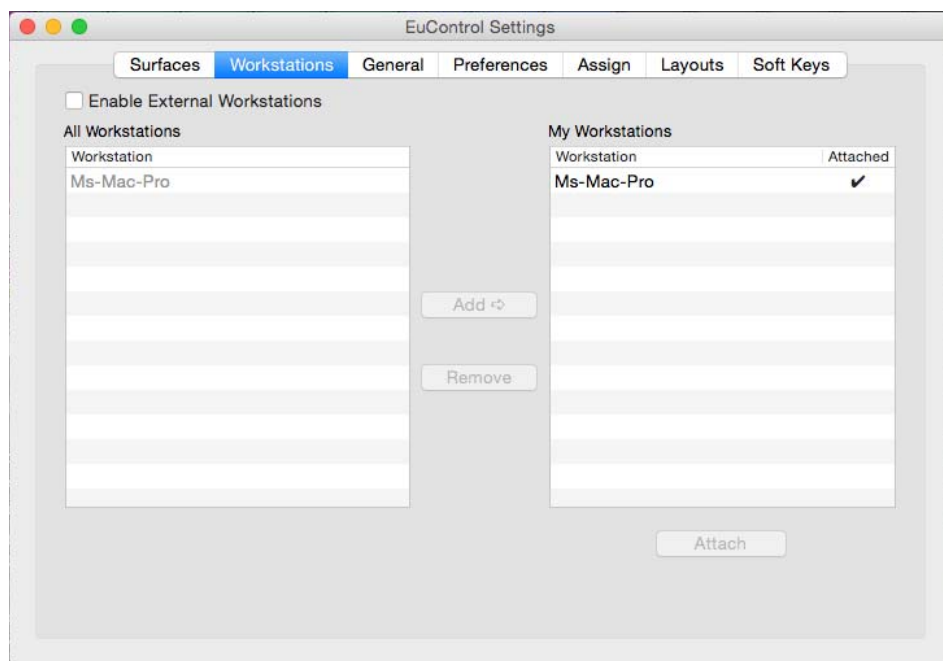 EuControl Settings
Surfaces Workstations General Preferences Assign Layouts Soft Keys
Enable External Workstations
All Workstations
Workstation
Ms-Mac-Pro
Add ➪
Remove
My Workstations
Workstation Attached
Ms-Mac-Pro ✔
Attach